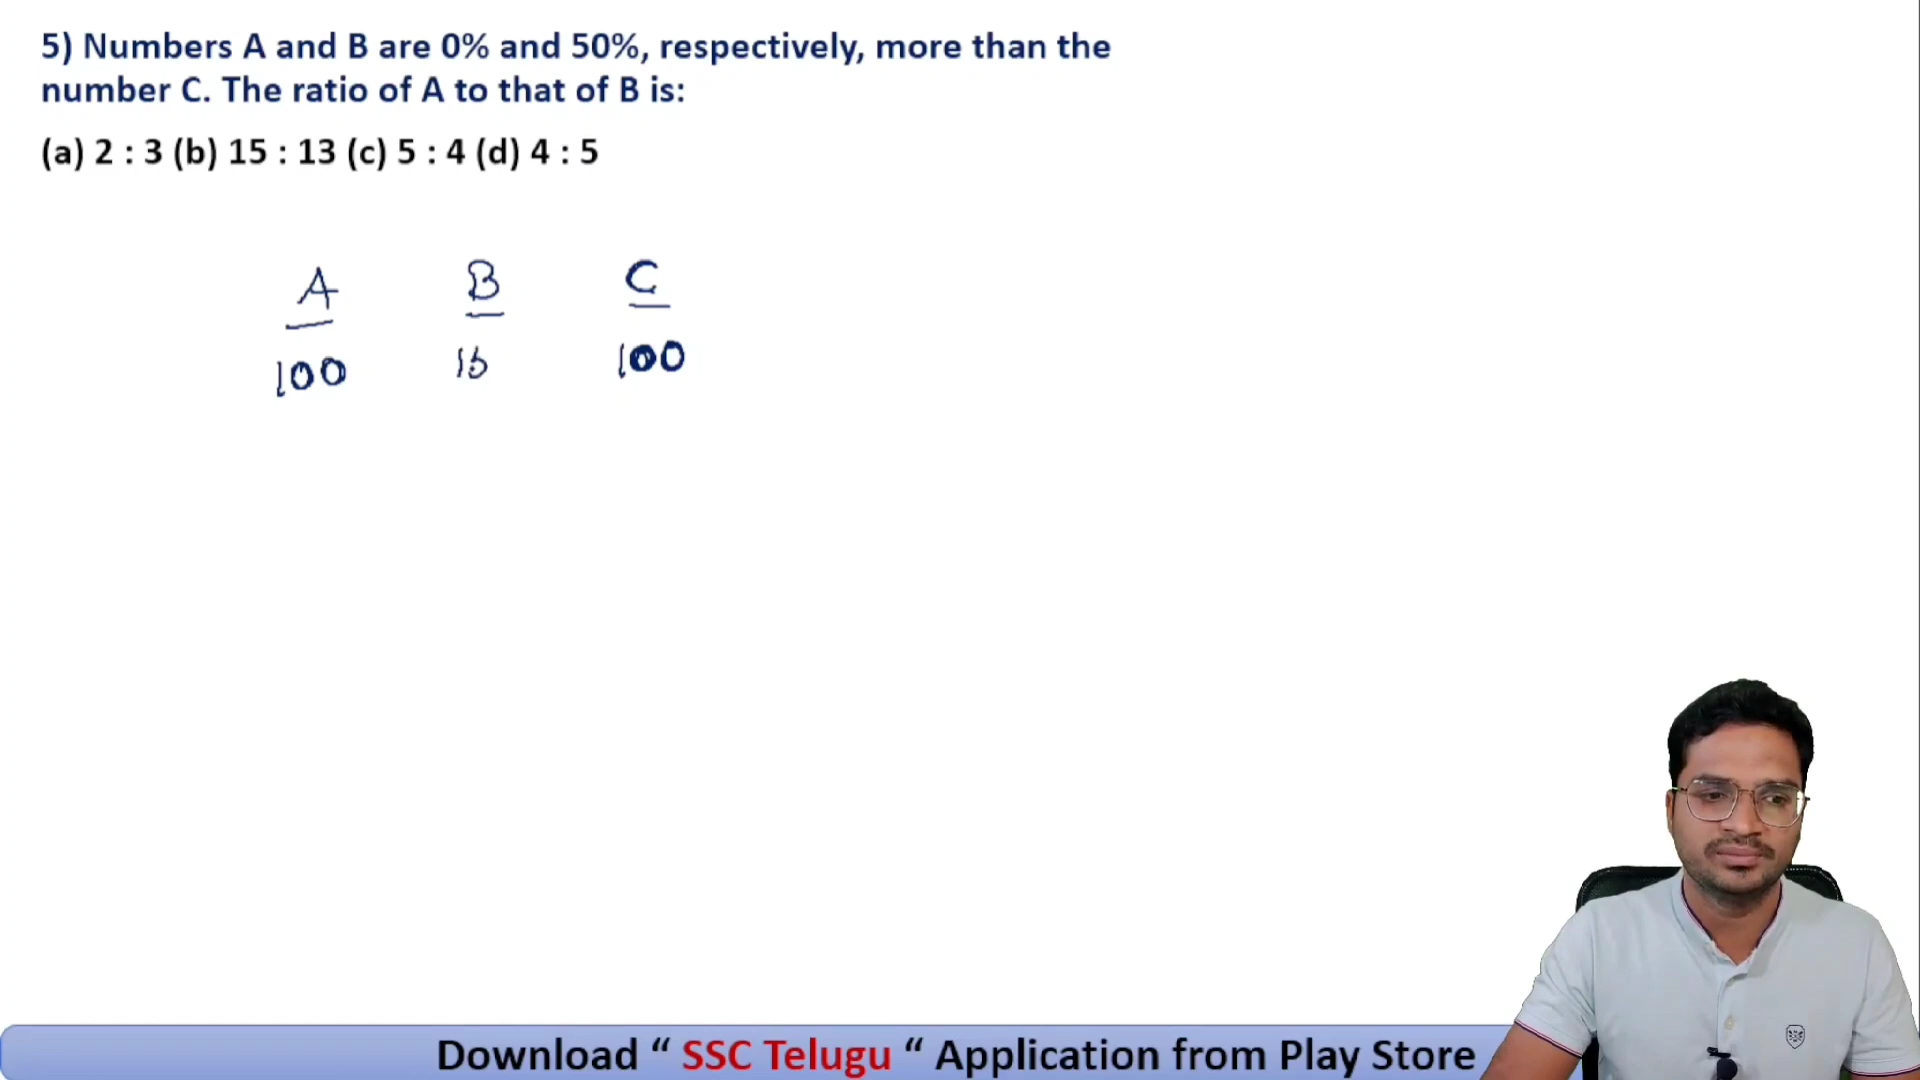 5) Numbers A and B are 0% and 50%, respectively, more than the
number C. The ratio of A to that of B is:
(a) 2 : 3 (b) 15 : 13 (c) 5 : 4 (d) 4 : 5
A B C
100 15 100
Download “ SSC Telugu “ Application from Play Store